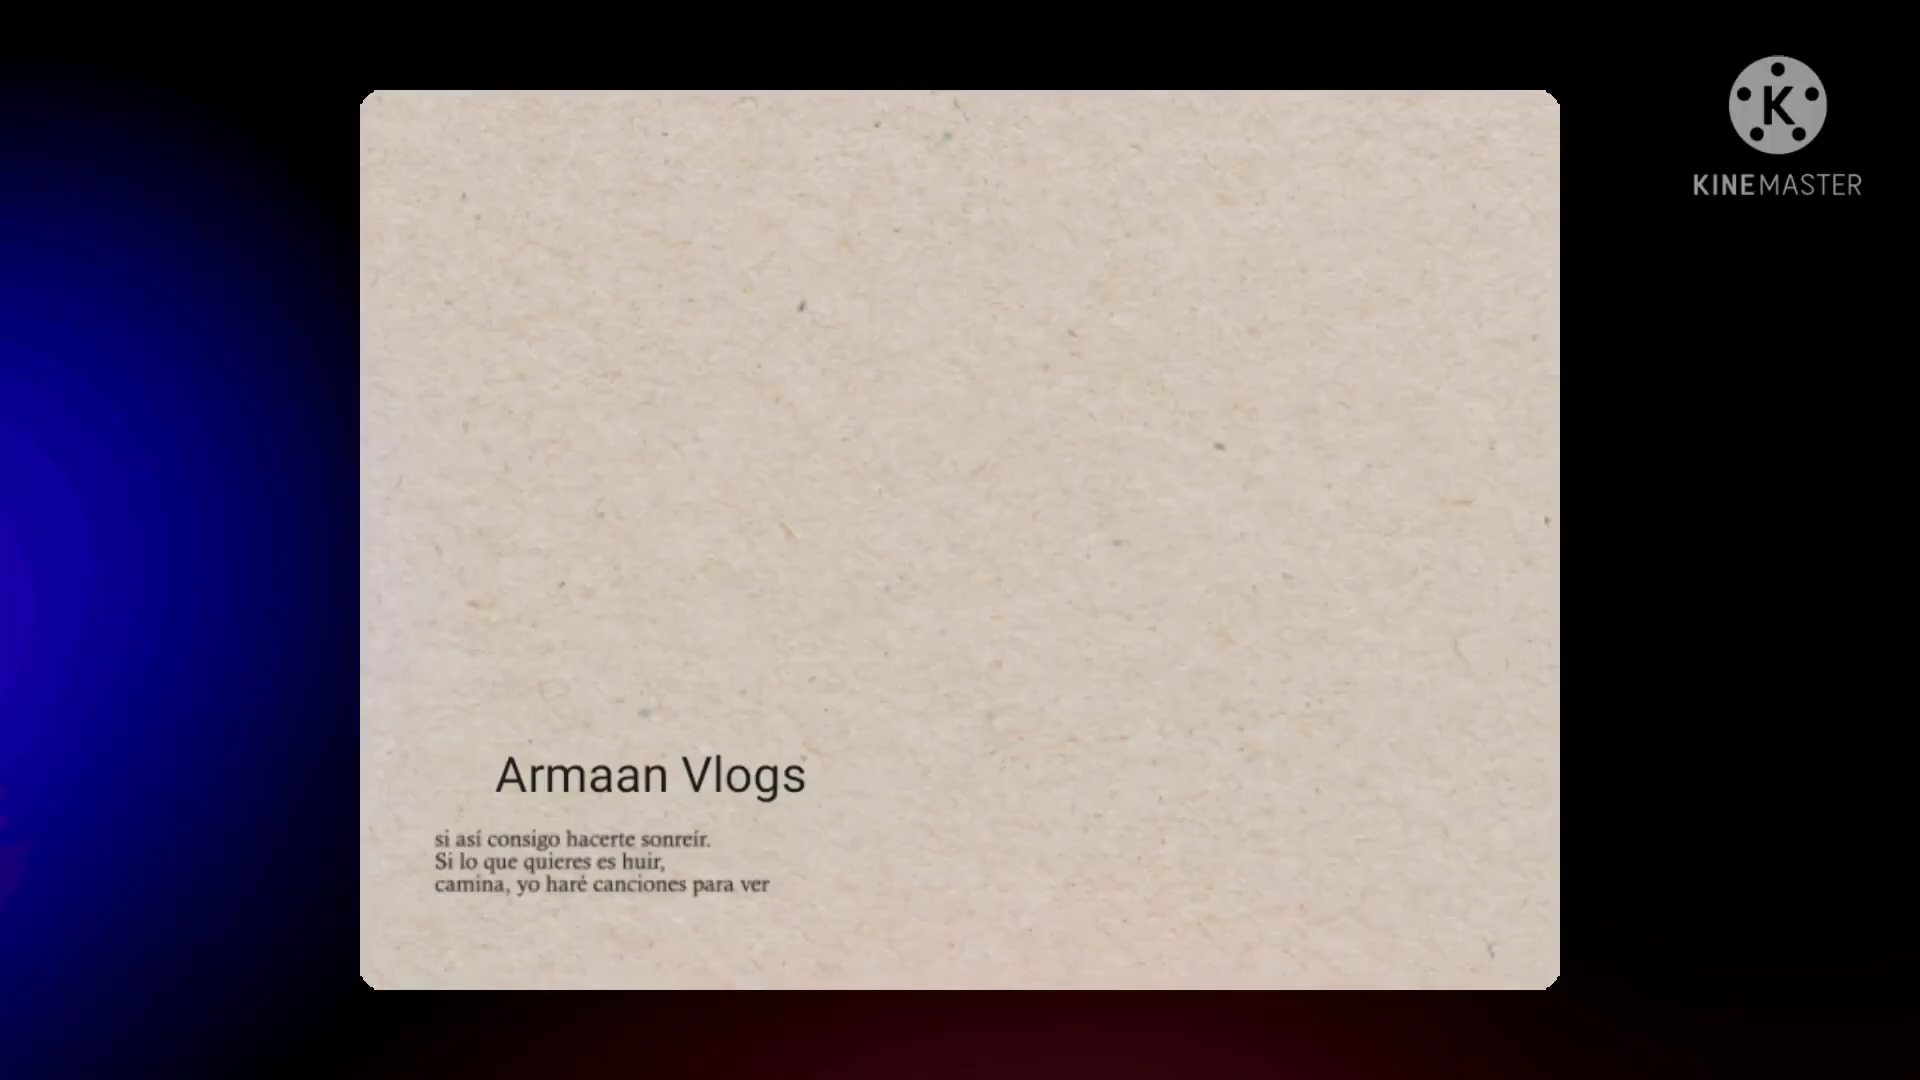 K
KINEMASTER
Armaan Vlogs
si así consigo hacerte sonreír.
Si lo que quieres es huir,
camina, yo haré canciones para ver